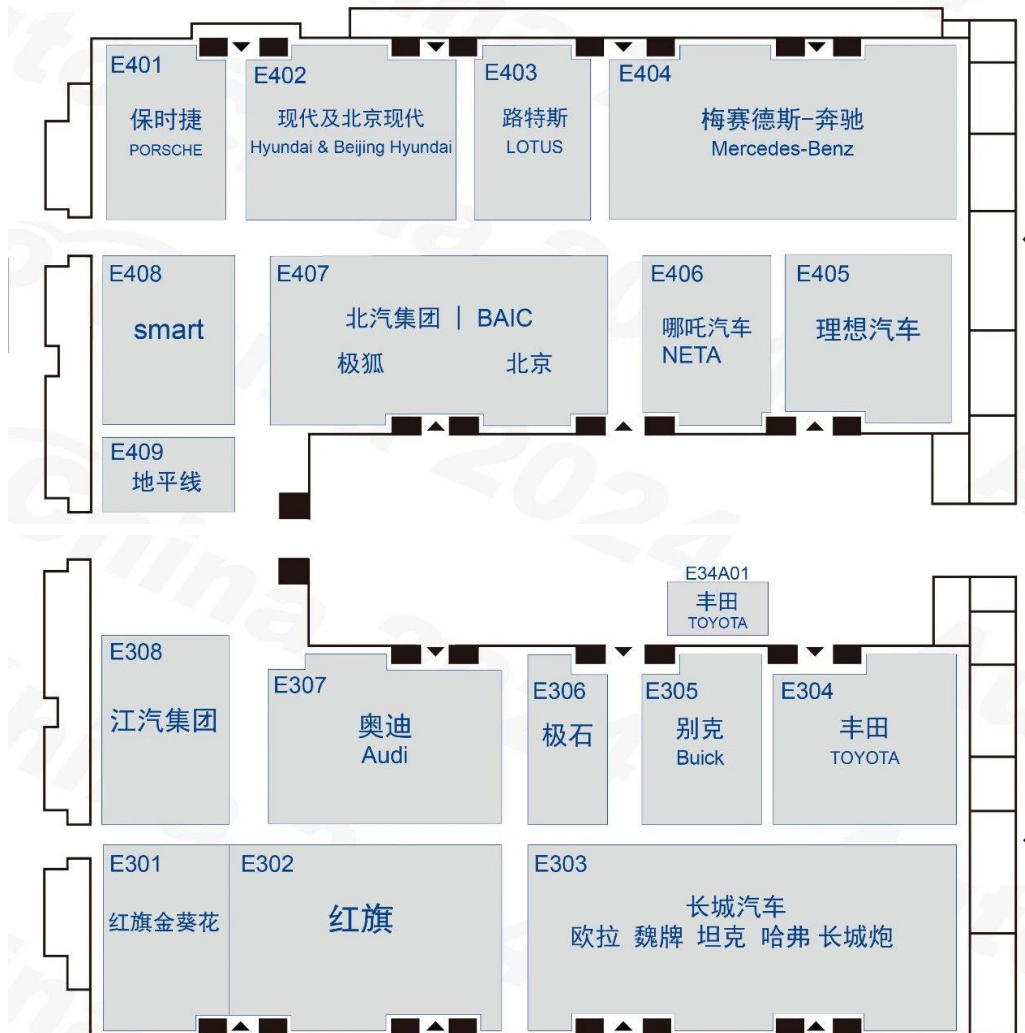 E401
保时捷
PORSCHE
E402
现代及北京现代
Hyundai & Beijing Hyundai
E403
路特斯
LOTUS
E404
梅赛德斯-奔驰
Mercedes-Benz
E408
smart
E407
北汽集团 | BAIC
极狐 北京
E406
哪吒汽车
NETA
E405
理想汽车
E409
地平线
E34A01
丰田
TOYOTA
E308
江汽集团
E307
奥迪
Audi
E306
极石
E305
别克
Buick
E304
丰田
TOYOTA
E301
红旗金葵花
E302
红旗
E303
长城汽车
欧拉 魏牌 坦克 哈弗 长城炮